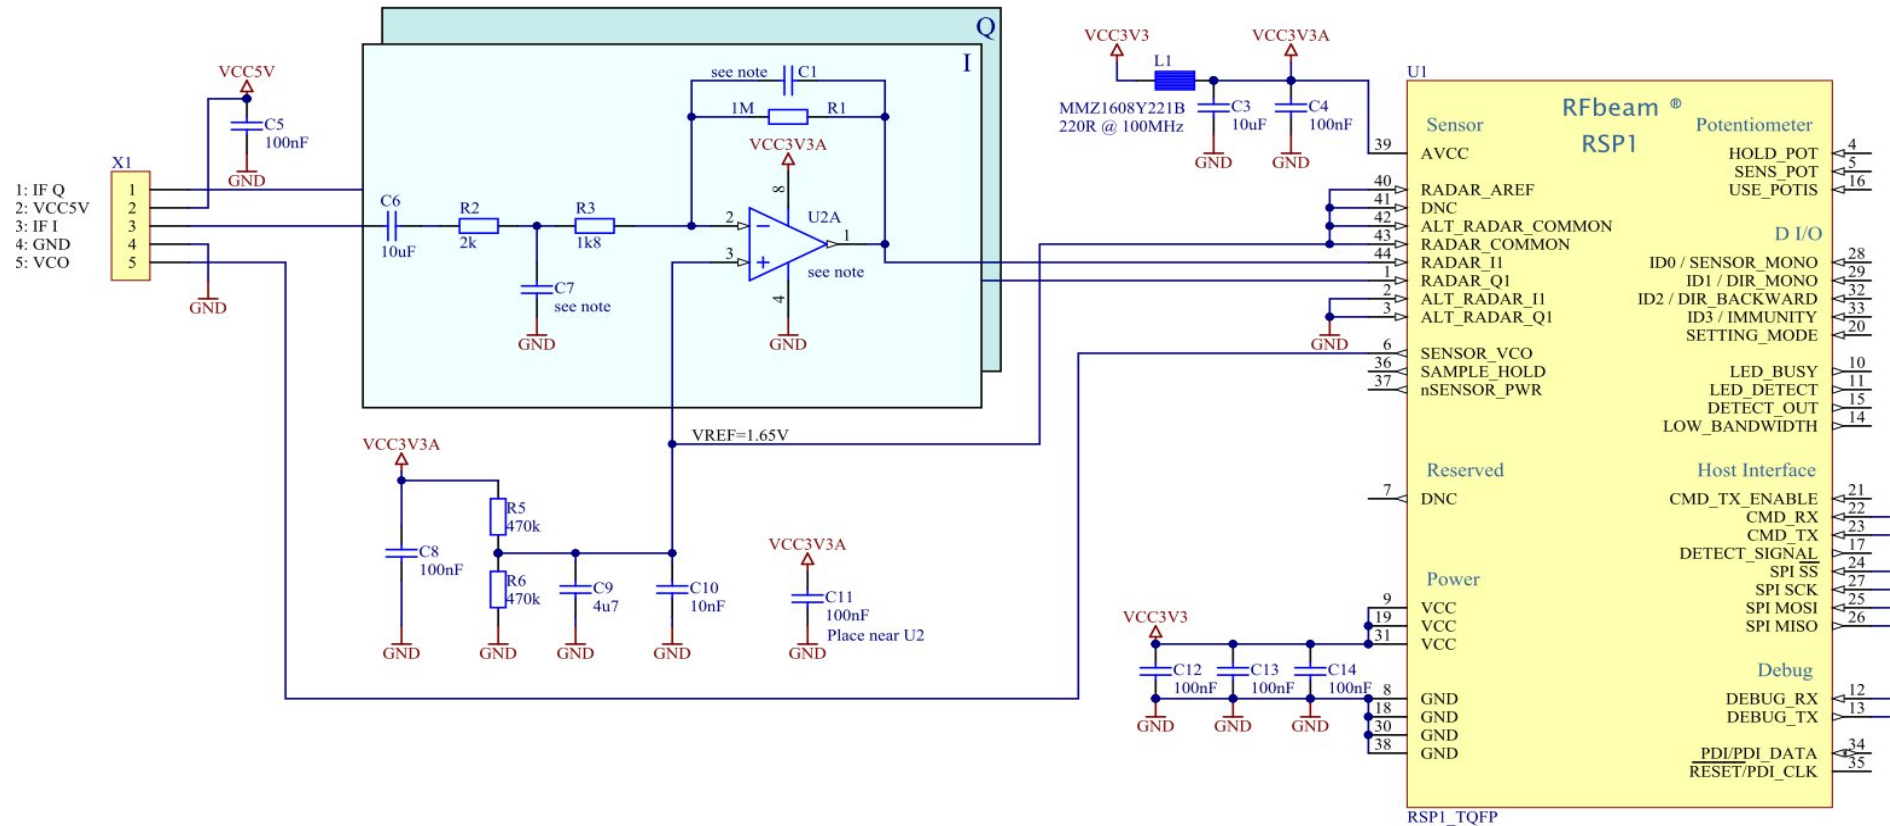 Q
I
VCC5V
C5
100nF
GND
X1
1: IF Q
2: VCC5V
3: IF I
4: GND
5: VCO
1
2
3
4
5
GND
see note
C1
1M
R1
VCC3V3A
8
C6
10uF
R2
2k
R3
1k8
2
3
U2A
1
see note
4
C7
see note
GND
GND
VREF=1.65V
VCC3V3A
C8
100nF
GND
R5
470k
R6
470k
GND
C9
4u7
GND
C10
10nF
GND
VCC3V3A
C11
100nF
Place near U2
GND
VCC3V3
VCC3V3A
L1
MMZ1608Y221B
220R @ 100MHz
C3
10uF
GND
C4
100nF
GND
GND
VCC3V3
C12
100nF
C13
100nF
C14
100nF
GND
GND
GND
U1
RFbeam ®
RSP1
Sensor
39 AVCC
40 RADAR_AREF
41 DNC
42 ALT_RADAR_COMMON
43 RADAR_COMMON
44 RADAR_I1
1 RADAR_Q1
2 ALT_RADAR_I1
3 ALT_RADAR_Q1
6 SENSOR_VCO
36 SAMPLE_HOLD
37 nSENSOR_PWR
Reserved
7 DNC
Power
9 VCC
19 VCC
31 VCC
8 GND
18 GND
30 GND
38 GND
Potentiometer
HOLD_POT 4
SENS_POT 5
USE_POTIS 16
D I/O
ID0 / SENSOR_MONO 28
ID1 / DIR_MONO 29
ID2 / DIR_BACKWARD 32
ID3 / IMMUNITY 33
SETTING_MODE 20
LED_BUSY 10
LED_DETECT 11
DETECT_OUT 15
LOW_BANDWIDTH 14
Host Interface
CMD_TX_ENABLE 21
CMD_RX 22
CMD_TX 23
DETECT_SIGNAL 17
SPI SS 24
SPI SCK 27
SPI MOSI 25
SPI MISO 26
Debug
DEBUG_RX 12
DEBUG_TX 13
PDI/PDI_DATA 34
RESET/PDI_CLK 35
RSP1_TQFP